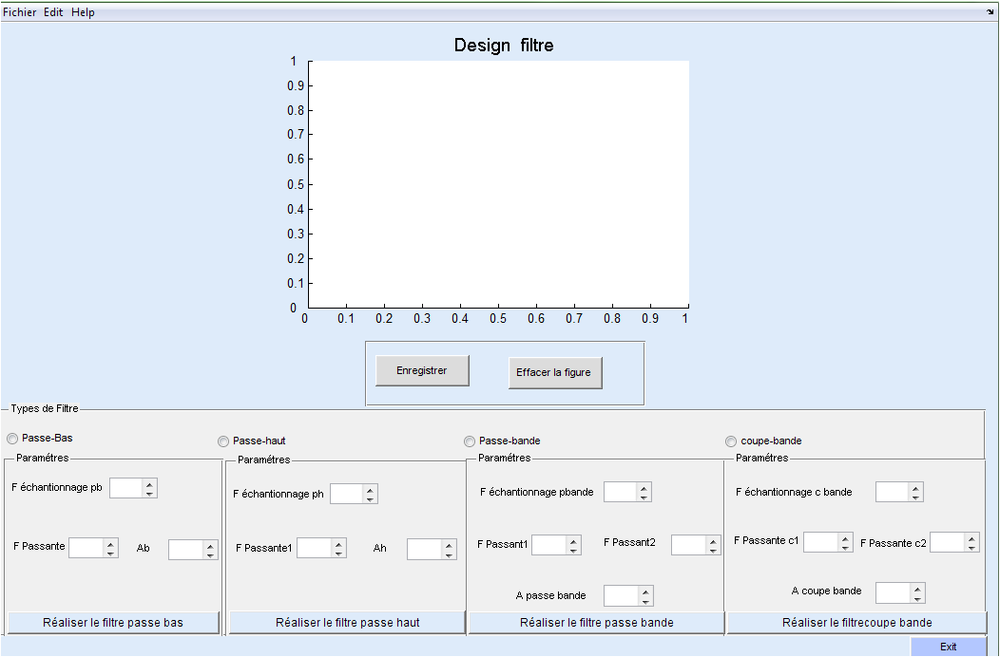 Fichier Edit Help
Design filtre
1
0.9
0.8
0.7
0.6
0.5
0.4
0.3
0.2
0.1
0
0 0.1 0.2 0.3 0.4 0.5 0.6 0.7 0.8 0.9 1
Enregistrer Effacer la figure
Types de Filtre
Passe-Bas Passe-haut Passe-bande coupe-bande
Paramétres Paramétres Paramétres Paramétres
F échantionnage pb F échantionnage ph F échantionnage pbande F échantionnage c bande
F Passante Ab F Passante1 Ah F Passant1 F Passant2 F Passante c1 F Passante c2
A passe bande A coupe bande
Réaliser le filtre passe bas Réaliser le filtre passe haut Réaliser le filtre passe bande Réaliser le filtrecoupe bande
Exit